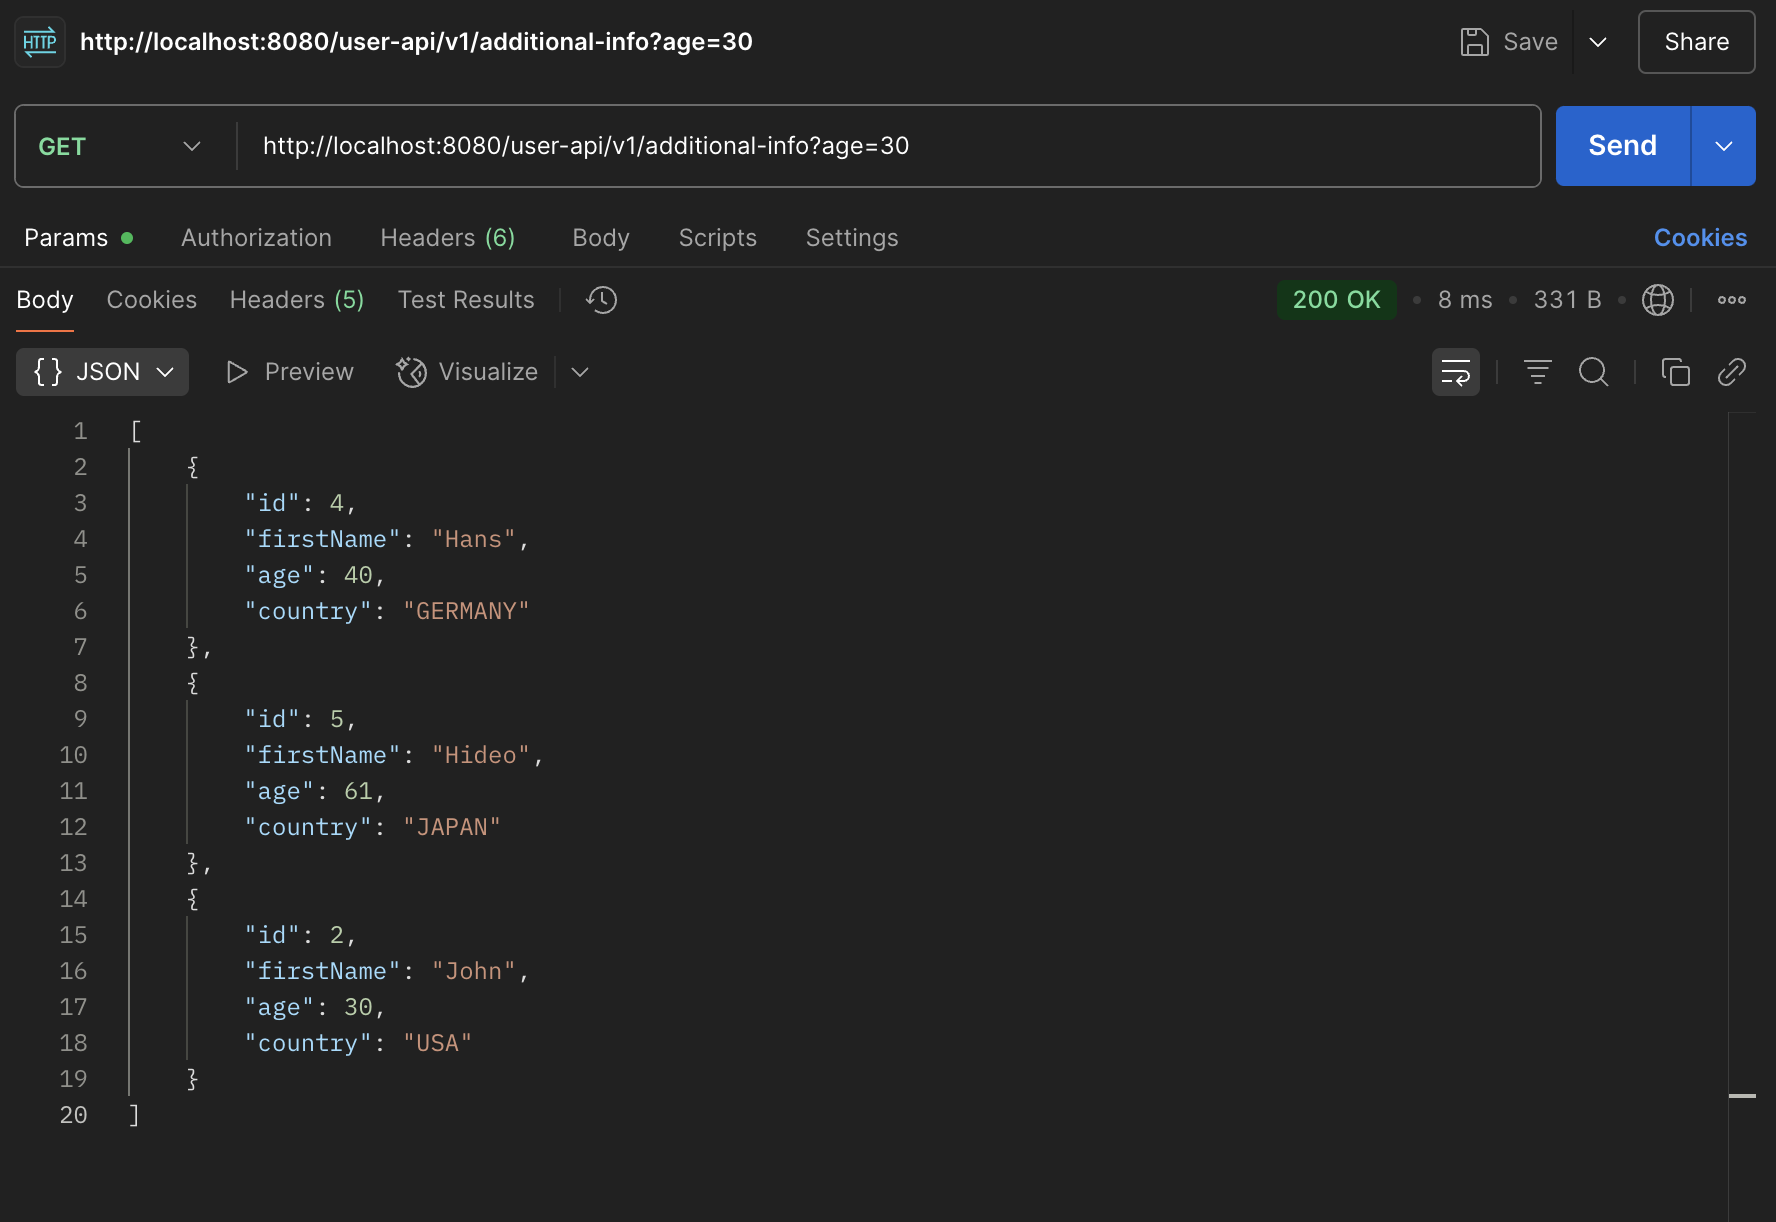 HTTP http://localhost:8080/user-api/v1/additional-info?age=30 Save Share
GET http://localhost:8080/user-api/v1/additional-info?age=30 Send
Params Authorization Headers (6) Body Scripts Settings Cookies
Body Cookies Headers (5) Test Results 200 OK • 8 ms • 331 B •
{} JSON Preview Visualize
1 [
2 {
3 "id": 4,
4 "firstName": "Hans",
5 "age": 40,
6 "country": "GERMANY"
7 },
8 {
9 "id": 5,
10 "firstName": "Hideo",
11 "age": 61,
12 "country": "JAPAN"
13 },
14 {
15 "id": 2,
16 "firstName": "John",
17 "age": 30,
18 "country": "USA"
19 }
20 ]